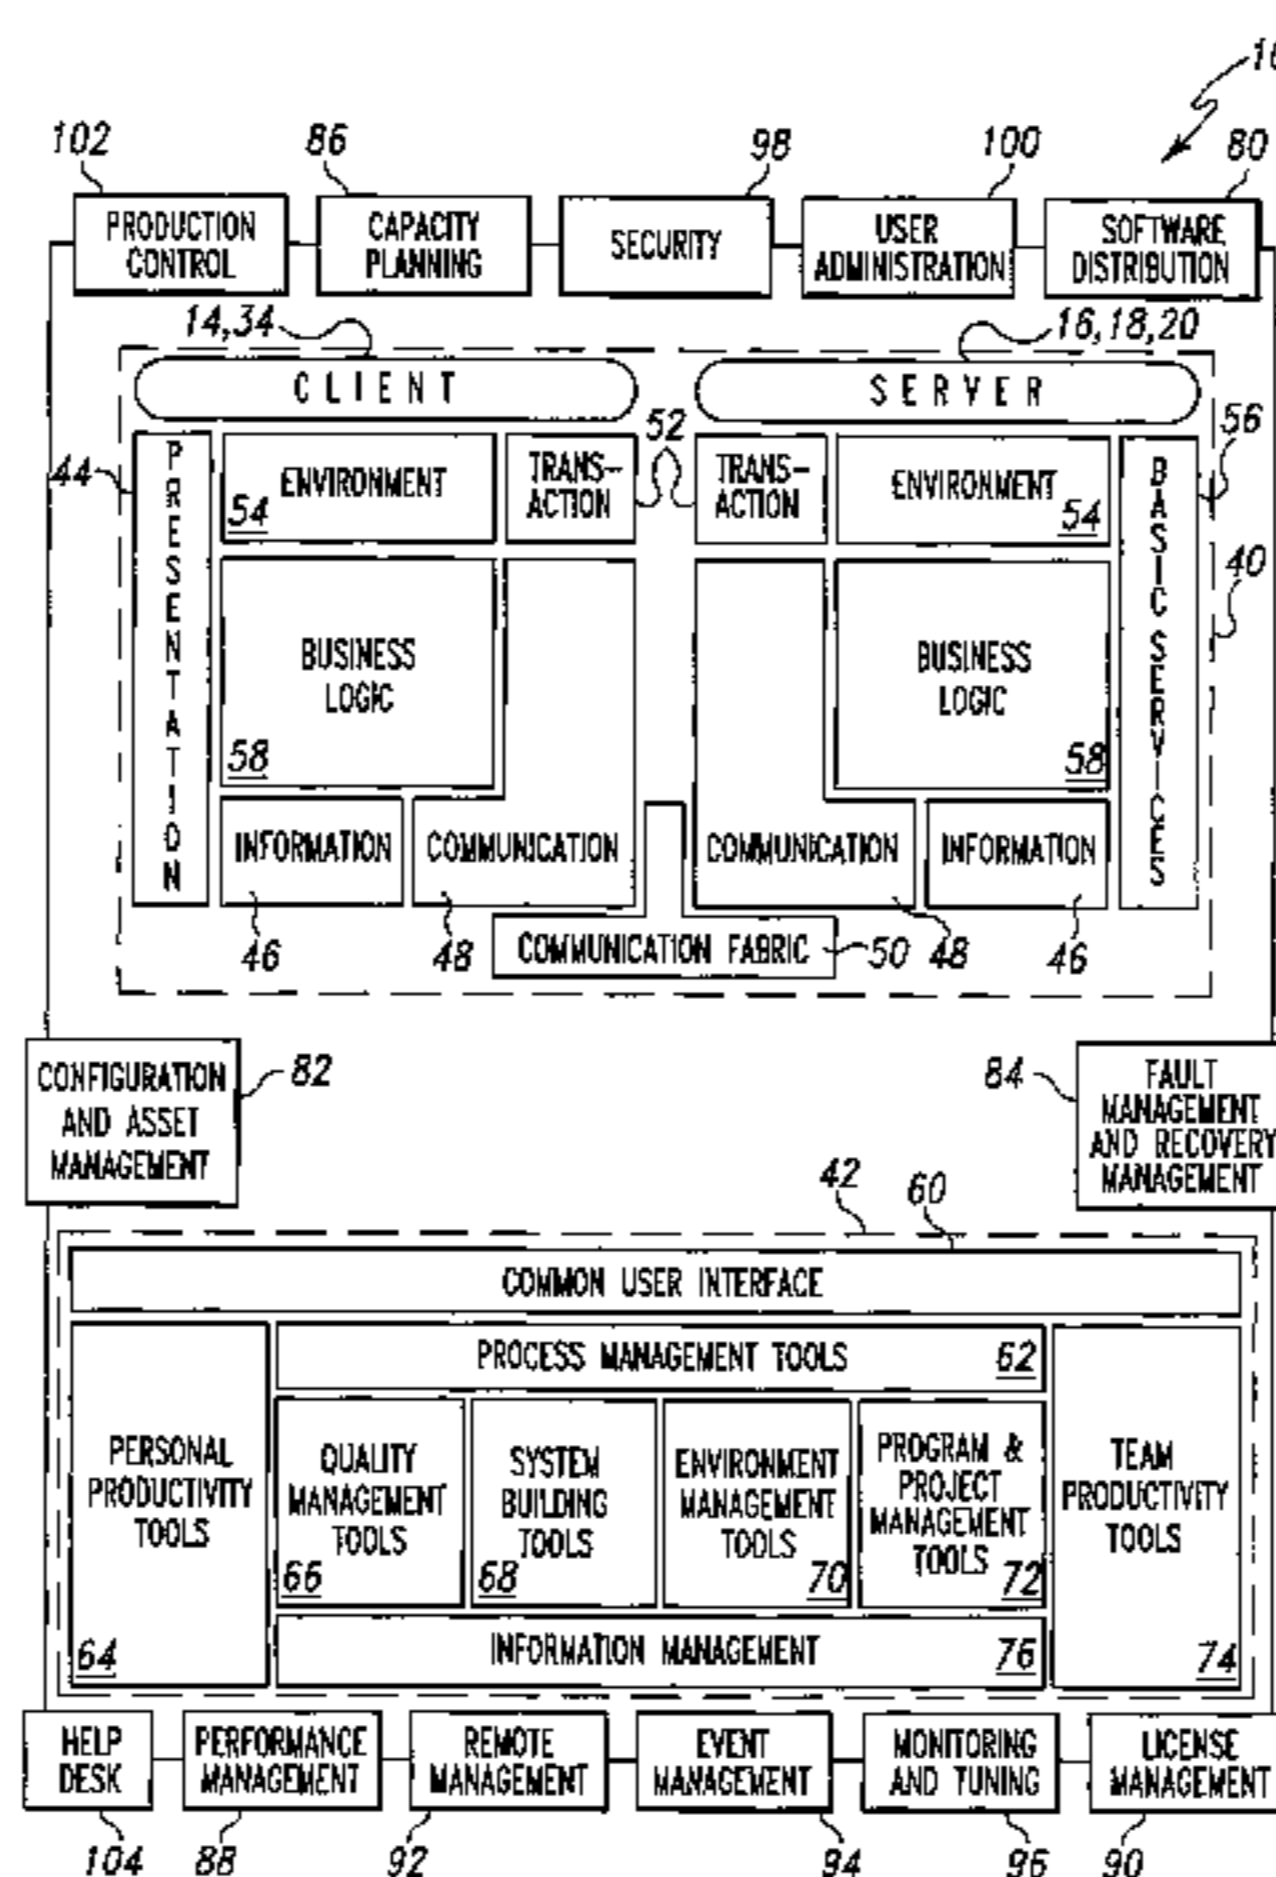 102
86
98
100
80
PRODUCTION
CONTROL
CAPACITY
PLANNING
SECURITY
USER
ADMINISTRATION
SOFTWARE
DISTRIBUTION
14,34
16,18,20
CLIENT
SERVER
52
56
44
PRESENTATION
ENVIRONMENT
54
TRANS-
ACTION
TRANS-
ACTION
ENVIRONMENT
54
BASIC SERVICES
40
BUSINESS
LOGIC
58
BUSINESS
LOGIC
58
INFORMATION
COMMUNICATION
COMMUNICATION
INFORMATION
46
48
COMMUNICATION FABRIC
50
48
46
CONFIGURATION
AND ASSET
MANAGEMENT
82
84
FAULT
MANAGEMENT
AND RECOVERY
MANAGEMENT
42
60
COMMON USER INTERFACE
PROCESS MANAGEMENT TOOLS
62
PERSONAL
PRODUCTIVITY
TOOLS
64
QUALITY
MANAGEMENT
TOOLS
66
SYSTEM
BUILDING
TOOLS
68
ENVIRONMENT
MANAGEMENT
TOOLS
70
PROGRAM &
PROJECT
MANAGEMENT
TOOLS
72
TEAM
PRODUCTIVITY
TOOLS
74
INFORMATION MANAGEMENT
76
HELP
DESK
PERFORMANCE
MANAGEMENT
REMOTE
MANAGEMENT
EVENT
MANAGEMENT
MONITORING
AND TUNING
LICENSE
MANAGEMENT
104
88
92
94
96
90